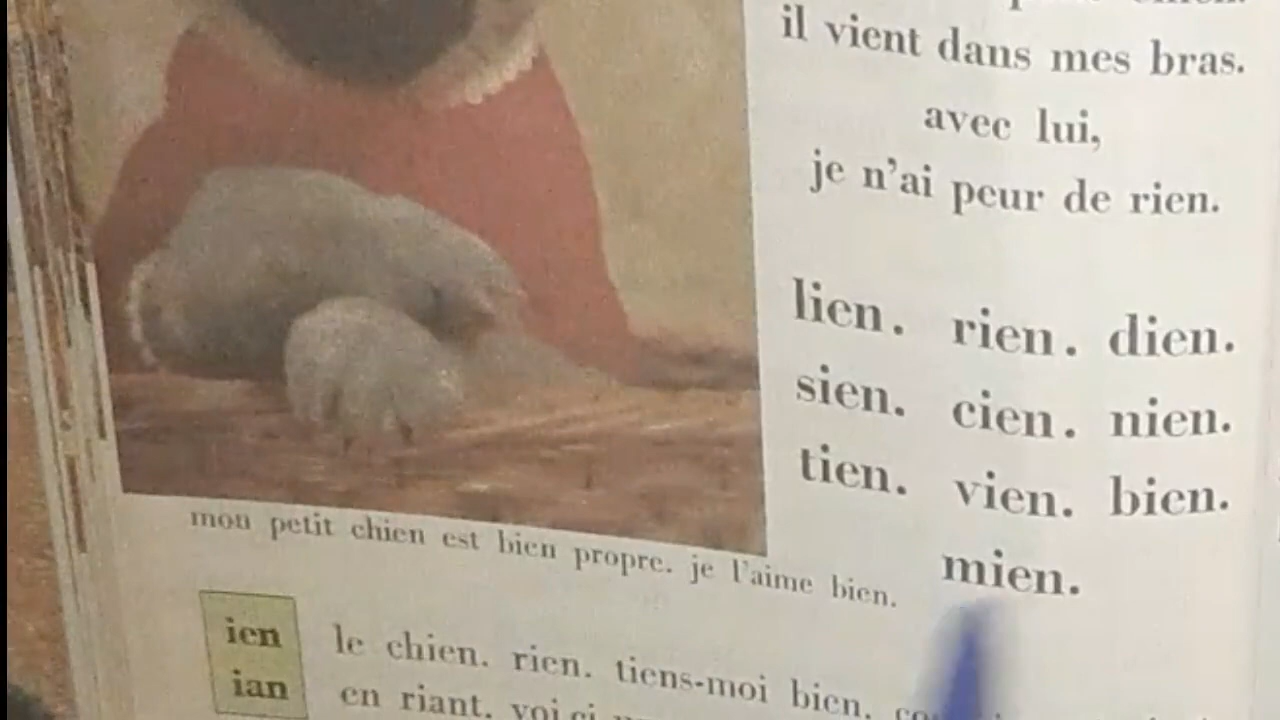 il vient dans mes bras.
avec lui,
je n'ai peur de rien.
lien. rien. dien.
sien. cien. nien.
tien. vien. bien.
mien.
mon petit chien est bien propre. je l'aime bien.
ien
ian
le chien. rien. tiens-moi bien.
en riant. voici